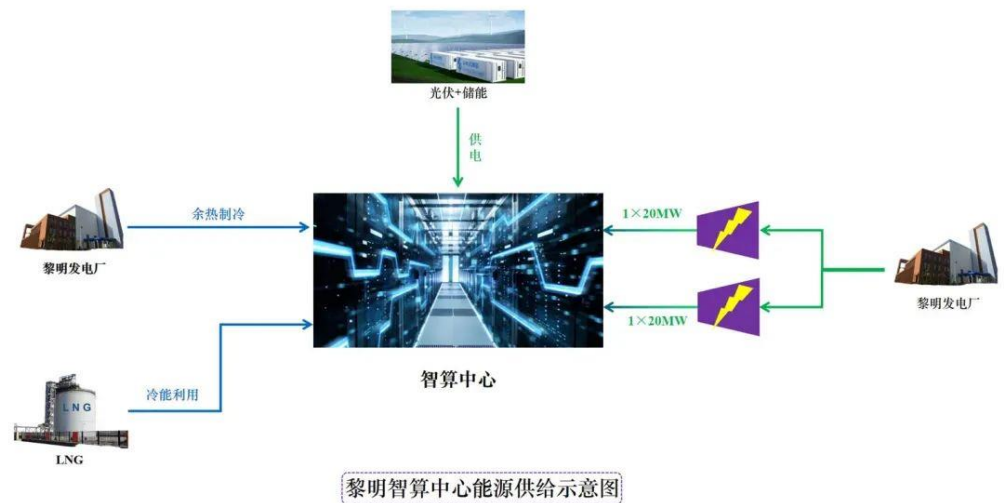 光伏+储能
供电
余热制冷
1×20MW
黎明发电厂
黎明发电厂
1×20MW
智算中心
冷能利用
LNG
LNG
黎明智算中心能源供给示意图